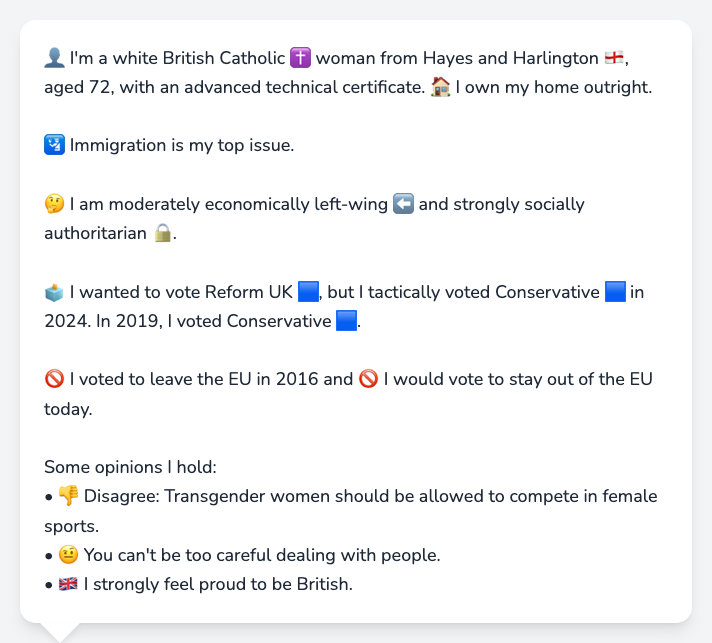 👤 I'm a white British Catholic ✝️ woman from Hayes and Harlington 🏴󠁧󠁢󠁥󠁮󠁧󠁿,
aged 72, with an advanced technical certificate. 🏠 I own my home outright.
🛂 Immigration is my top issue.
🤔 I am moderately economically left-wing ⬅️ and strongly socially
authoritarian 🔒.
🗳️ I wanted to vote Reform UK 🟦, but I tactically voted Conservative 🟦 in
2024. In 2019, I voted Conservative 🟦.
🚫 I voted to leave the EU in 2016 and 🚫 I would vote to stay out of the EU
today.
Some opinions I hold:
• 👎 Disagree: Transgender women should be allowed to compete in female
sports.
• 🤨 You can't be too careful dealing with people.
• 🇬🇧 I strongly feel proud to be British.